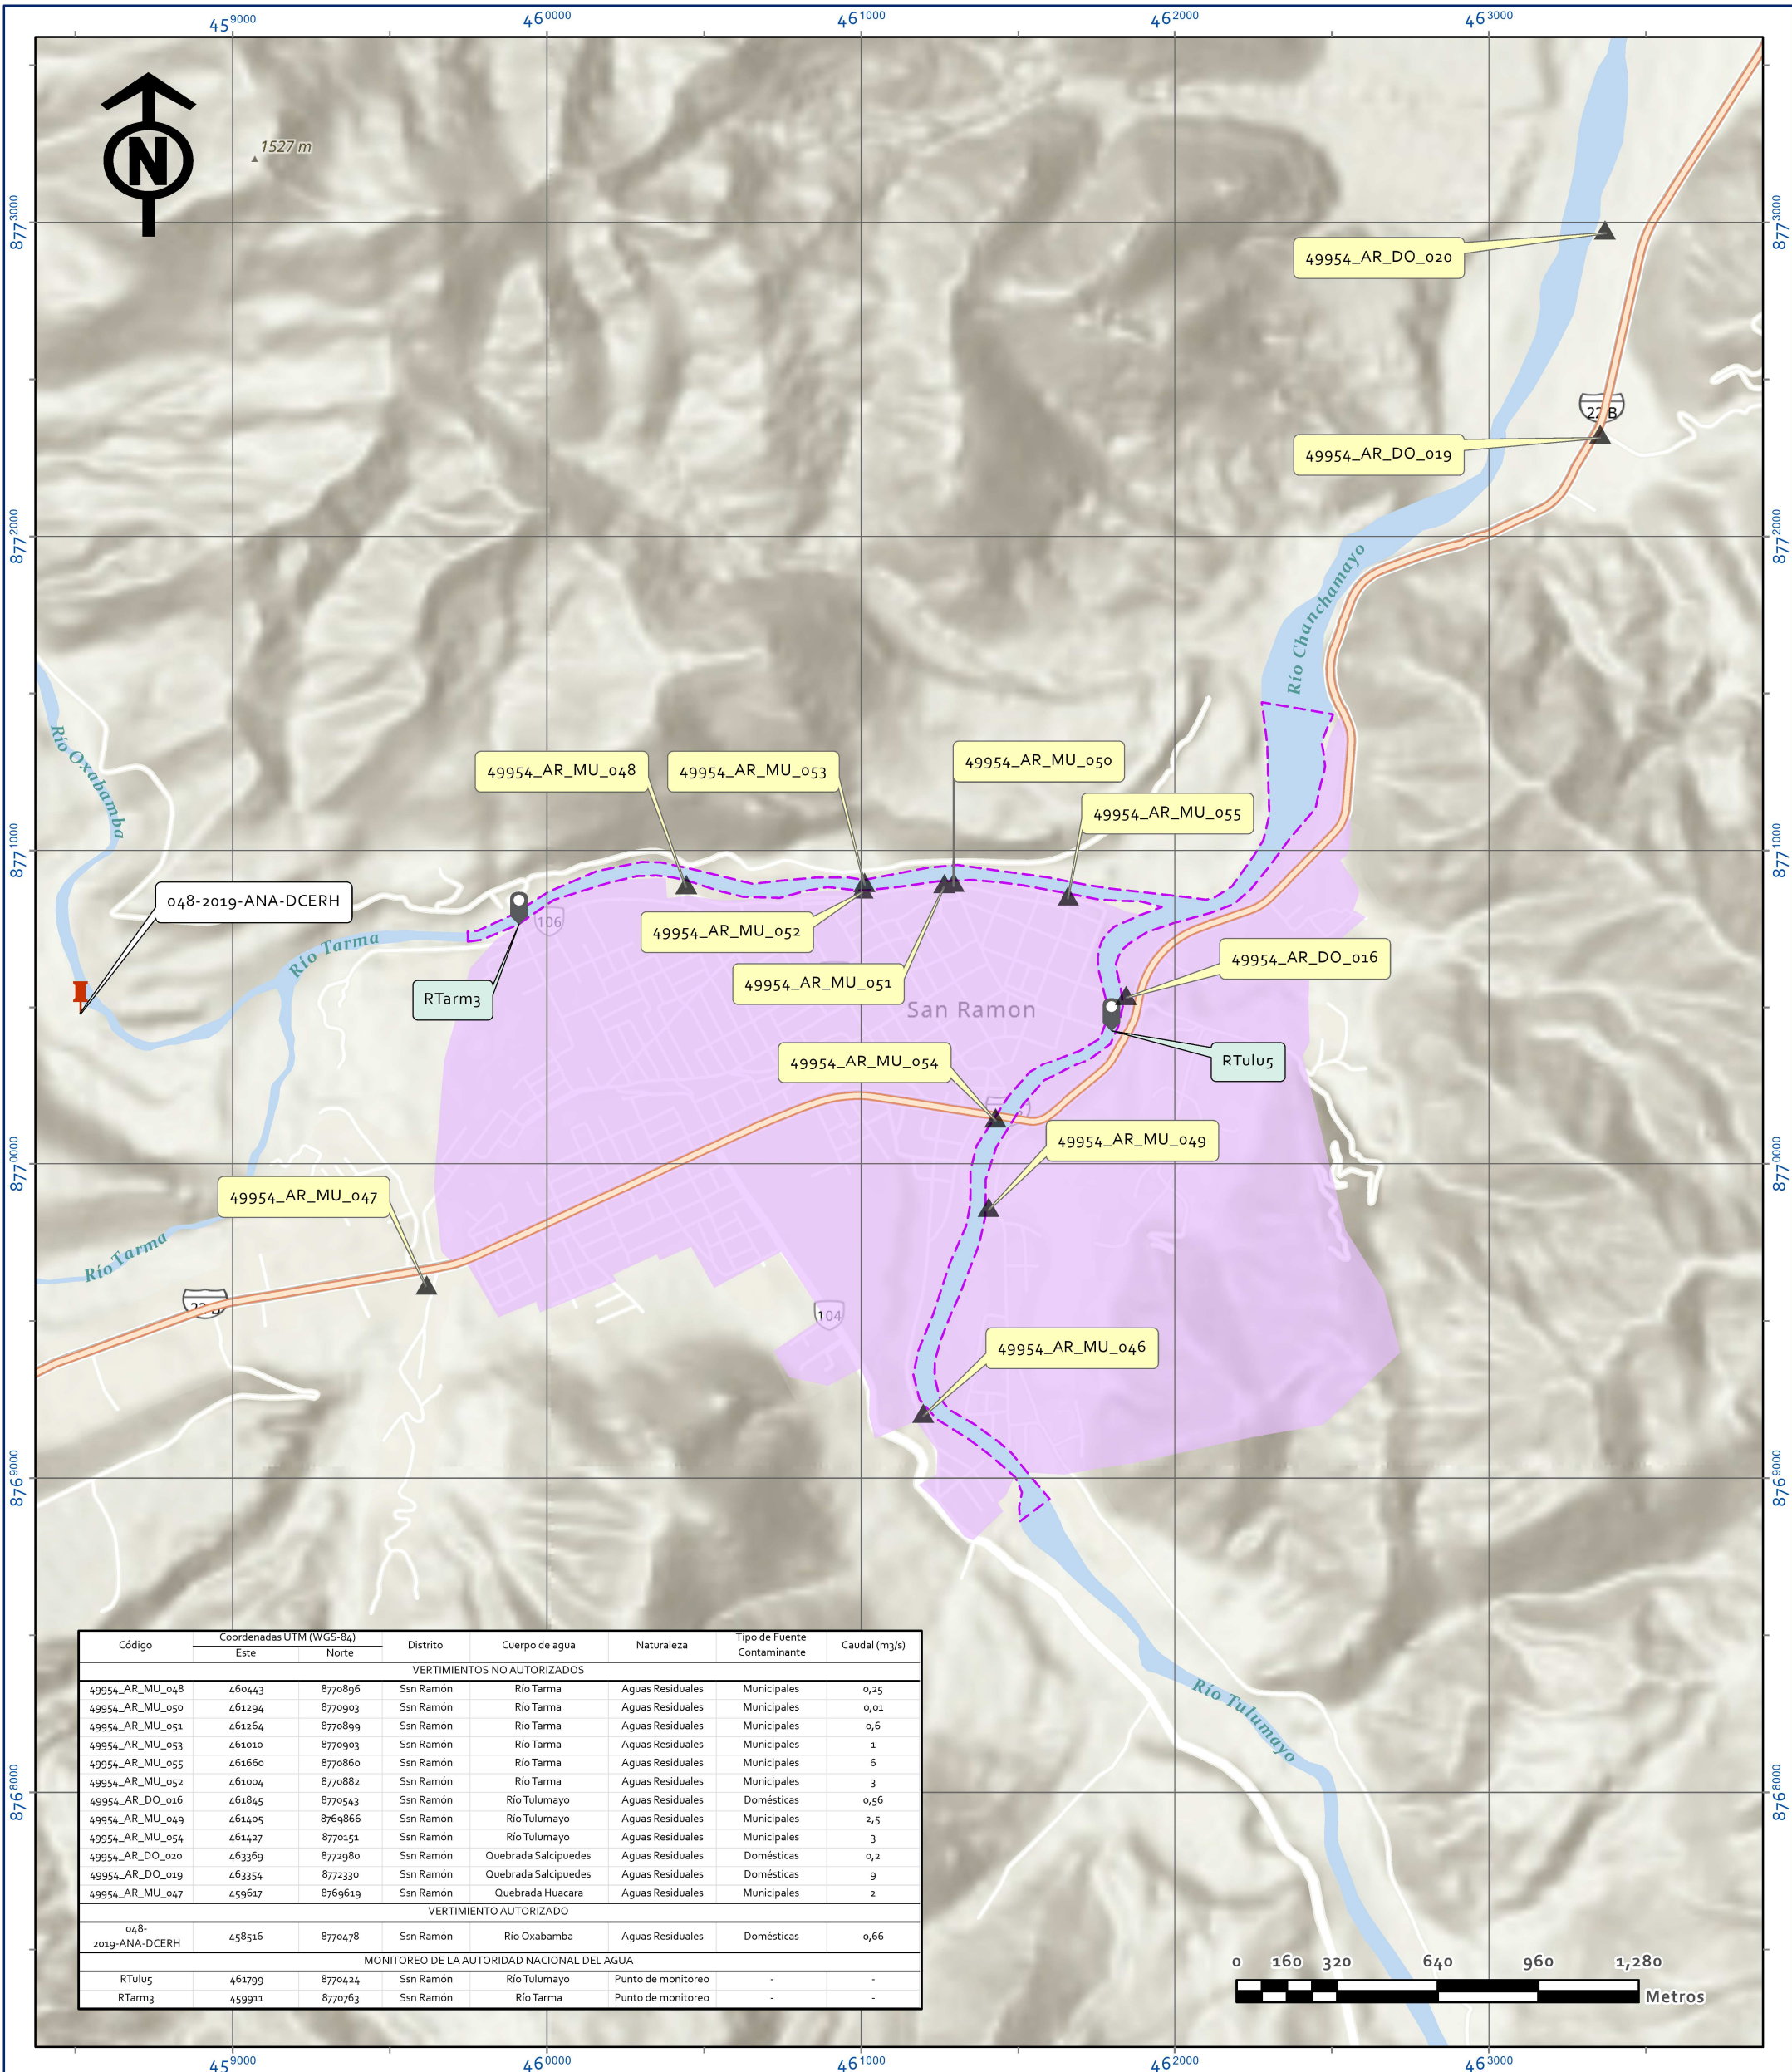 459000 460000 461000 462000 463000
N
1527 m
8773000 8773000
49954_AR_DO_020
22 B
49954_AR_DO_019
8772000 8772000
Río Chanchamayo
Río Oxabamba
49954_AR_MU_048
49954_AR_MU_053
49954_AR_MU_050
49954_AR_MU_055
8771000 8771000
048-2019-ANA-DCERH
106
49954_AR_MU_052
Río Tarma
49954_AR_DO_016
49954_AR_MU_051
RTarm3
San Ramon
49954_AR_MU_054
RTulu5
49954_AR_MU_049
8770000 8770000
49954_AR_MU_047
Río Tarma
104
49954_AR_MU_046
8769000 8769000
Río Tulumayo
8768000 8768000
Código Coordenadas UTM (WGS-84) Distrito Cuerpo de agua Naturaleza Tipo de Fuente Contaminante Caudal (m3/s)
Este Norte
VERTIMIENTOS NO AUTORIZADOS
49954_AR_MU_048 460443 8770896 Ssn Ramón Río Tarma Aguas Residuales Municipales 0,25
49954_AR_MU_050 461294 8770903 Ssn Ramón Río Tarma Aguas Residuales Municipales 0,01
49954_AR_MU_051 461264 8770899 Ssn Ramón Río Tarma Aguas Residuales Municipales 0,6
49954_AR_MU_053 461010 8770903 Ssn Ramón Río Tarma Aguas Residuales Municipales 1
49954_AR_MU_055 461660 8770860 Ssn Ramón Río Tarma Aguas Residuales Municipales 6
49954_AR_MU_052 461004 8770882 Ssn Ramón Río Tarma Aguas Residuales Municipales 3
49954_AR_DO_016 461845 8770543 Ssn Ramón Río Tulumayo Aguas Residuales Domésticas 0,56
49954_AR_MU_049 461405 8769866 Ssn Ramón Río Tulumayo Aguas Residuales Municipales 2,5
49954_AR_MU_054 461427 8770151 Ssn Ramón Río Tulumayo Aguas Residuales Municipales 3
49954_AR_DO_020 463369 8772980 Ssn Ramón Quebrada Salcipuedes Aguas Residuales Domésticas 0,2
49954_AR_DO_019 463354 8772330 Ssn Ramón Quebrada Salcipuedes Aguas Residuales Domésticas 9
49954_AR_MU_047 459617 8769619 Ssn Ramón Quebrada Huacara Aguas Residuales Municipales 2
VERTIMIENTO AUTORIZADO
048-
2019-ANA-DCERH 458516 8770478 Ssn Ramón Río Oxabamba Aguas Residuales Domésticas 0,66
MONITOREO DE LA AUTORIDAD NACIONAL DEL AGUA
RTulu5 461799 8770424 Ssn Ramón Río Tulumayo Punto de monitoreo - -
RTarm3 459911 8770763 Ssn Ramón Río Tarma Punto de monitoreo - -
0 160 320 640 960 1,280
Metros
459000 460000 461000 462000 463000